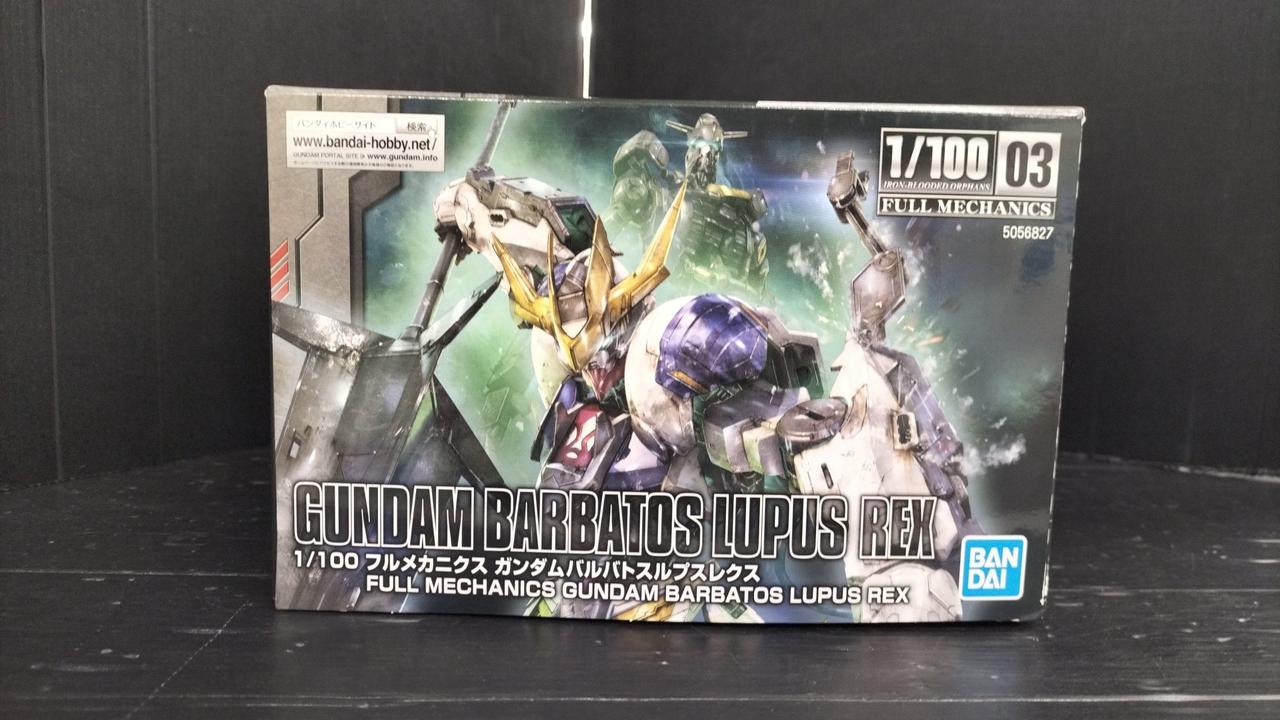 バンダイホビーサイト 検索
www.bandai-hobby.net/
GUNDAM PORTAL SITE www.gundam.info
1/100 03
IRON-BLOODED ORPHANS
FULL MECHANICS
5056827
GUNDAM BARBATOS LUPUS REX
1/100 フルメカニクス ガンダムバルバトスルプスレクス
FULL MECHANICS GUNDAM BARBATOS LUPUS REX
BAN
DAI